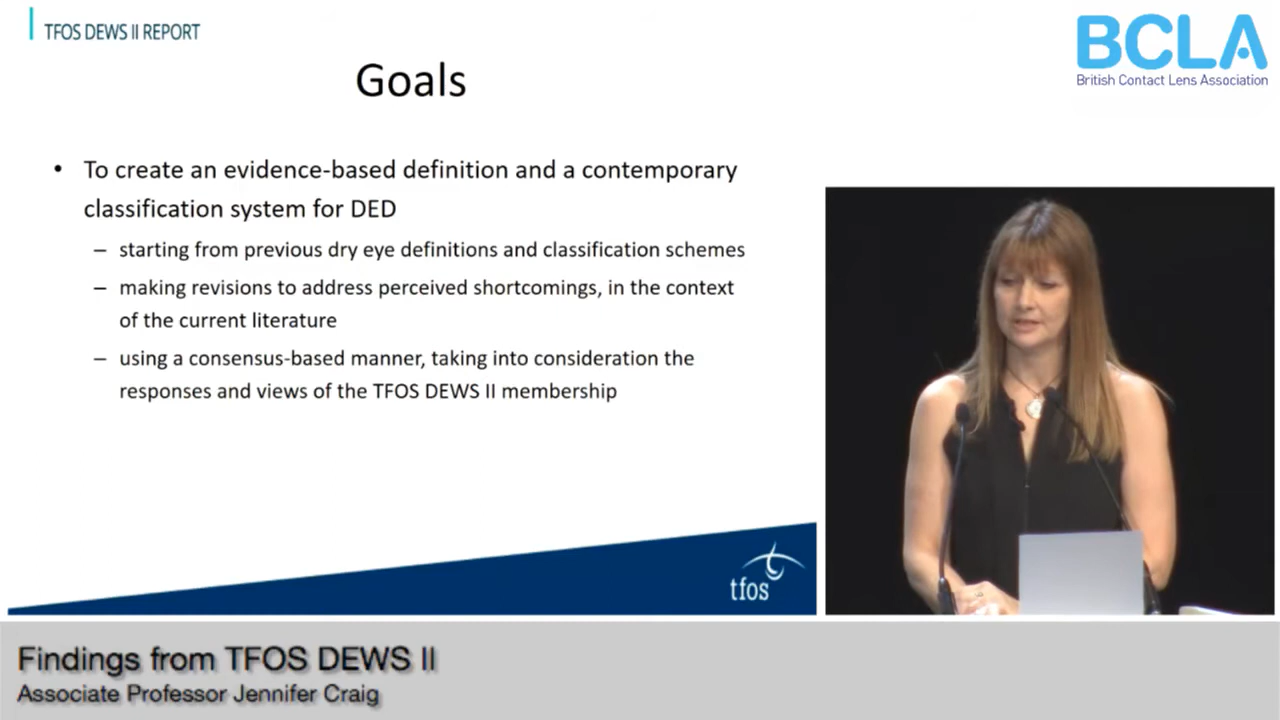 TFOS DEWS II REPORT
BCLA
British Contact Lens Association
Goals
• To create an evidence-based definition and a contemporary
classification system for DED
– starting from previous dry eye definitions and classification schemes
– making revisions to address perceived shortcomings, in the context
of the current literature
– using a consensus-based manner, taking into consideration the
responses and views of the TFOS DEWS II membership
tfos
Findings from TFOS DEWS II
Associate Professor Jennifer Craig